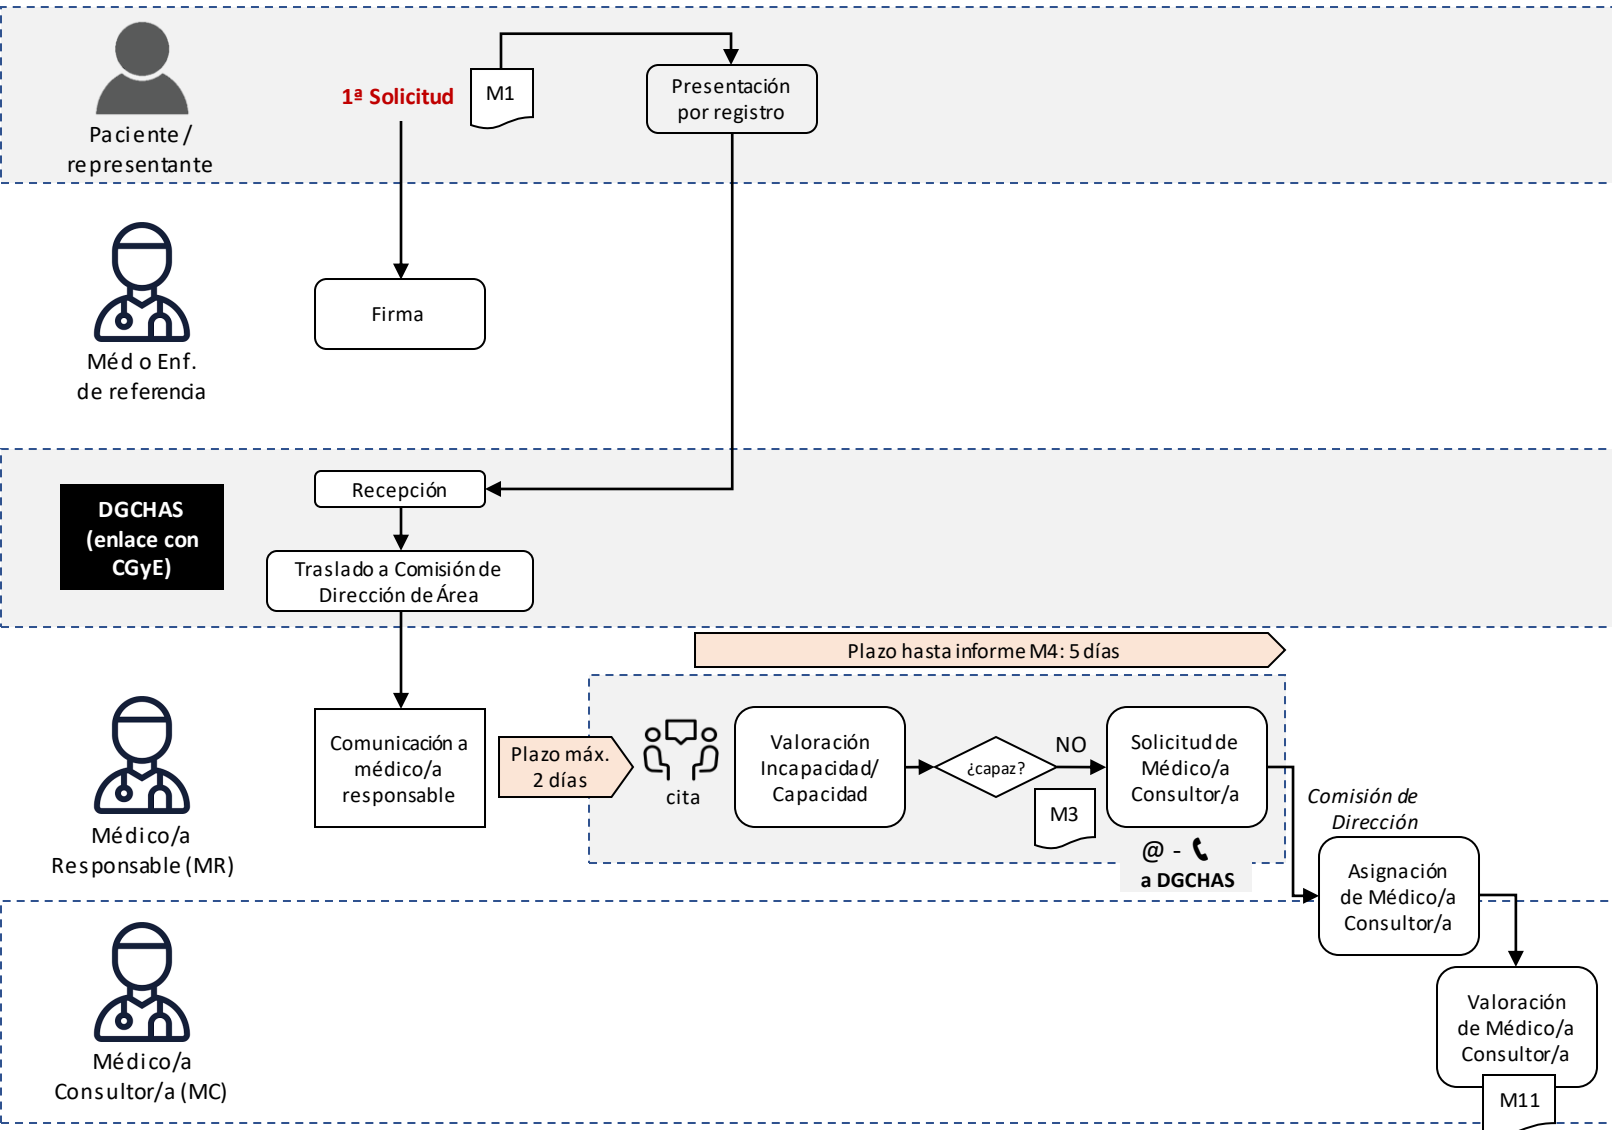 Paciente/
representante
1ª Solicitud
M1
Presentación
por registro
Méd o Enf.
de referencia
Firma
DGCHAS
(enlace con
CGyE)
Recepción
Traslado a Comisión de
Dirección de Área
Plazo hasta informe M4: 5 días
Médico/a
Responsable (MR)
Comunicación a
médico/a
responsable
Plazo máx.
2 días
cita
Valoración
Incapacidad/
Capacidad
¿capaz?
NO
M3
Solicitud de
Médico/a
Consultor/a
@ -
a DGCHAS
Comisión de
Dirección
Asignación
de Médico/a
Consultor/a
Médico/a
Consultor/a (MC)
Valoración
de Médico/a
Consultor/a
M11